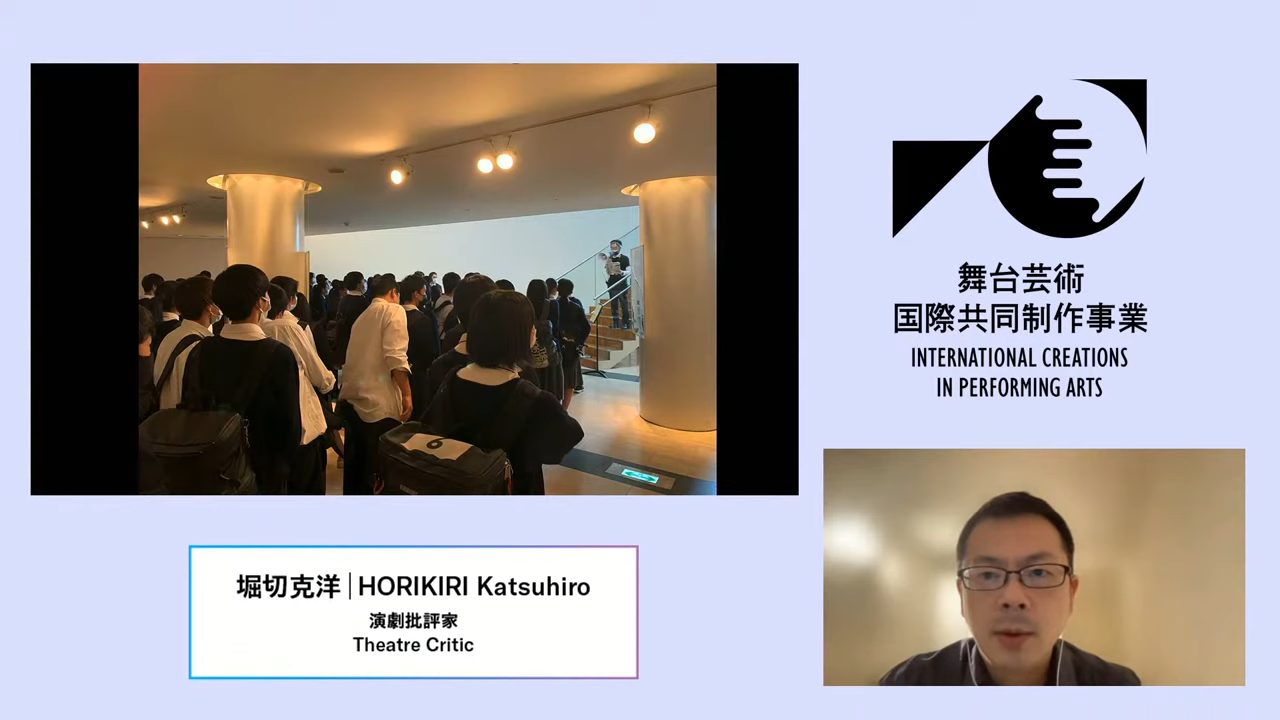 舞台芸術
国際共同制作事業
INTERNATIONAL CREATIONS
IN PERFORMING ARTS
堀切克洋|HORIKIRI Katsuhiro
演劇批評家
Theatre Critic